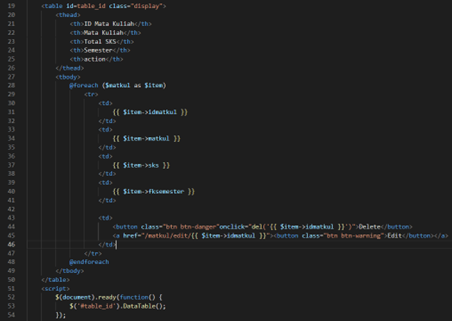 19 <table id=table_id class="display">
20 <thead>
21 <th>ID Mata Kuliah</th>
22 <th>Mata Kuliah</th>
23 <th>Total SKS</th>
24 <th>Semester</th>
25 <th>action</th>
26 </thead>
27 <tbody>
28 @foreach ($matkul as $item)
29 <tr>
30 <td>
31 {{ $item->idmatkul }}
32 </td>
33 <td>
34 {{ $item->matkul }}
35 </td>
36 <td>
37 {{ $item->sks }}
38 </td>
39 <td>
40 {{ $item->fksemester }}
41 </td>
42
43 <td>
44 <button class="btn btn-danger"onclick="del('{{ $item->idmatkul }}')">Delete</button>
45 <a href="/matkul/edit/{{ $item->idmatkul }}"><button class="btn btn-warning">Edit</button></a>
46 </td>
47 </tr>
48 @endforeach
49 </tbody>
50 </table>
51 <script>
52 $(document).ready(function() {
53 $('#table_id').DataTable();
54 });